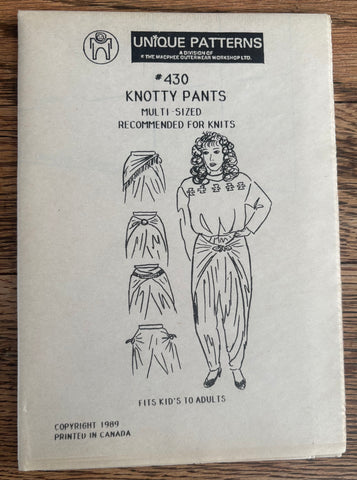 UNIQUE PATTERNS
A DIVISION OF
THE MACPHEE OUTERWEAR WORKSHOP LTD.
#430
KNOTTY PANTS
MULTI-SIZED
RECOMMENDED FOR KNITS
FITS KID'S TO ADULTS
COPYRIGHT 1989
PRINTED IN CANADA